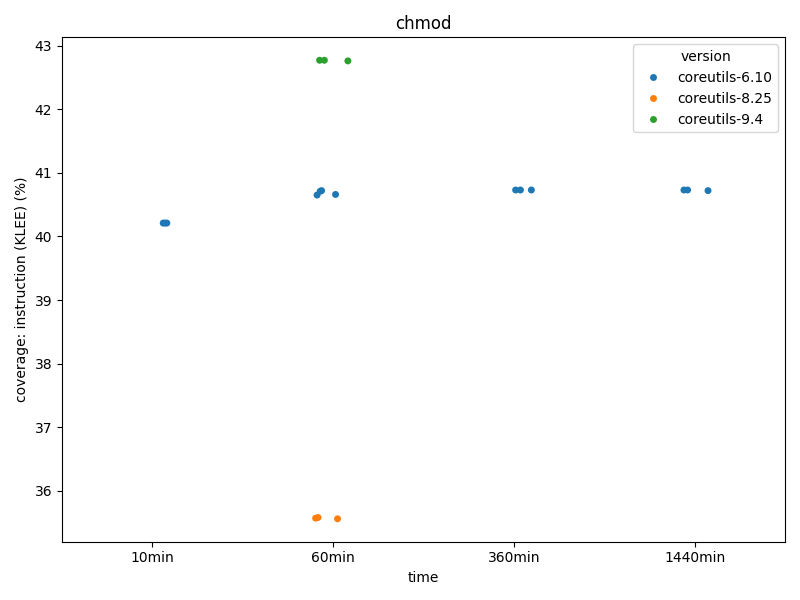 chmod
version
coreutils-6.10
coreutils-8.25
coreutils-9.4
coverage: instruction (KLEE) (%)
43
42
41
40
39
38
37
36
10min
60min
360min
1440min
time